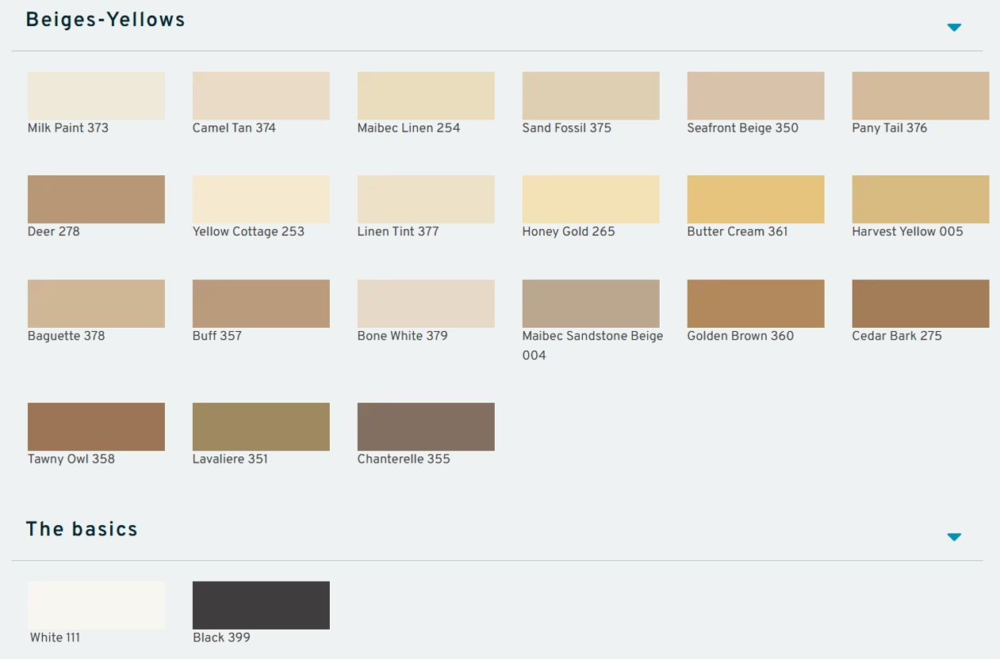 Beiges-Yellows
Milk Paint 373
Camel Tan 374
Maibec Linen 254
Sand Fossil 375
Seafront Beige 350
Pany Tail 376
Deer 278
Yellow Cottage 253
Linen Tint 377
Honey Gold 265
Butter Cream 361
Harvest Yellow 005
Baguette 378
Buff 357
Bone White 379
Maibec Sandstone Beige
004
Golden Brown 360
Cedar Bark 275
Tawny Owl 358
Lavaliere 351
Chanterelle 355
The basics
White 111
Black 399